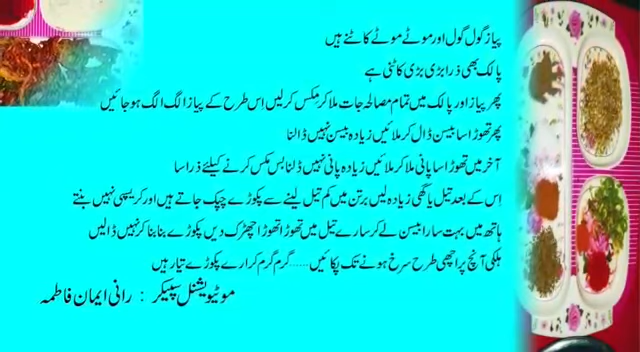 پیاز گول گول اور موٹے موٹے کاٹنے ہیں
پالک بھی ذرا بڑی بڑی کاٹنی ہے
پھر پیاز اور پالک میں تمام مصالحہ جات ملا کر مکس کر لیں اس طرح کے پیاز الگ الگ ہو جائیں
پھر تھوڑا سا بیسن ڈال کر ملائیں زیادہ بیسن نہیں ڈالنا
آخر میں تھوڑا سا پانی ملا کر ملائیں زیادہ پانی نہیں ڈلنا بس مکس کرنے کیلئے ذرا سا
اس کے بعد تیل یا گھی زیادہ لیں برتن میں کم تیل لینے سے پکوڑے چپک جاتے ہیں اور کریسپی نہیں بنتے
ہاتھ میں بہت سارا بیسن لے کر سارے تیل میں تھوڑا تھوڑا چھڑک دیں پکوڑے بنا بنا کر نہیں ڈالیں
ہلکی آنچ پر اچھی طرح سرخ ہونے تک پکائیں......گرم گرم کرارے پکوڑے تیار ہیں
موٹیویشنل سپیکر : رانی ایمان فاطمہ